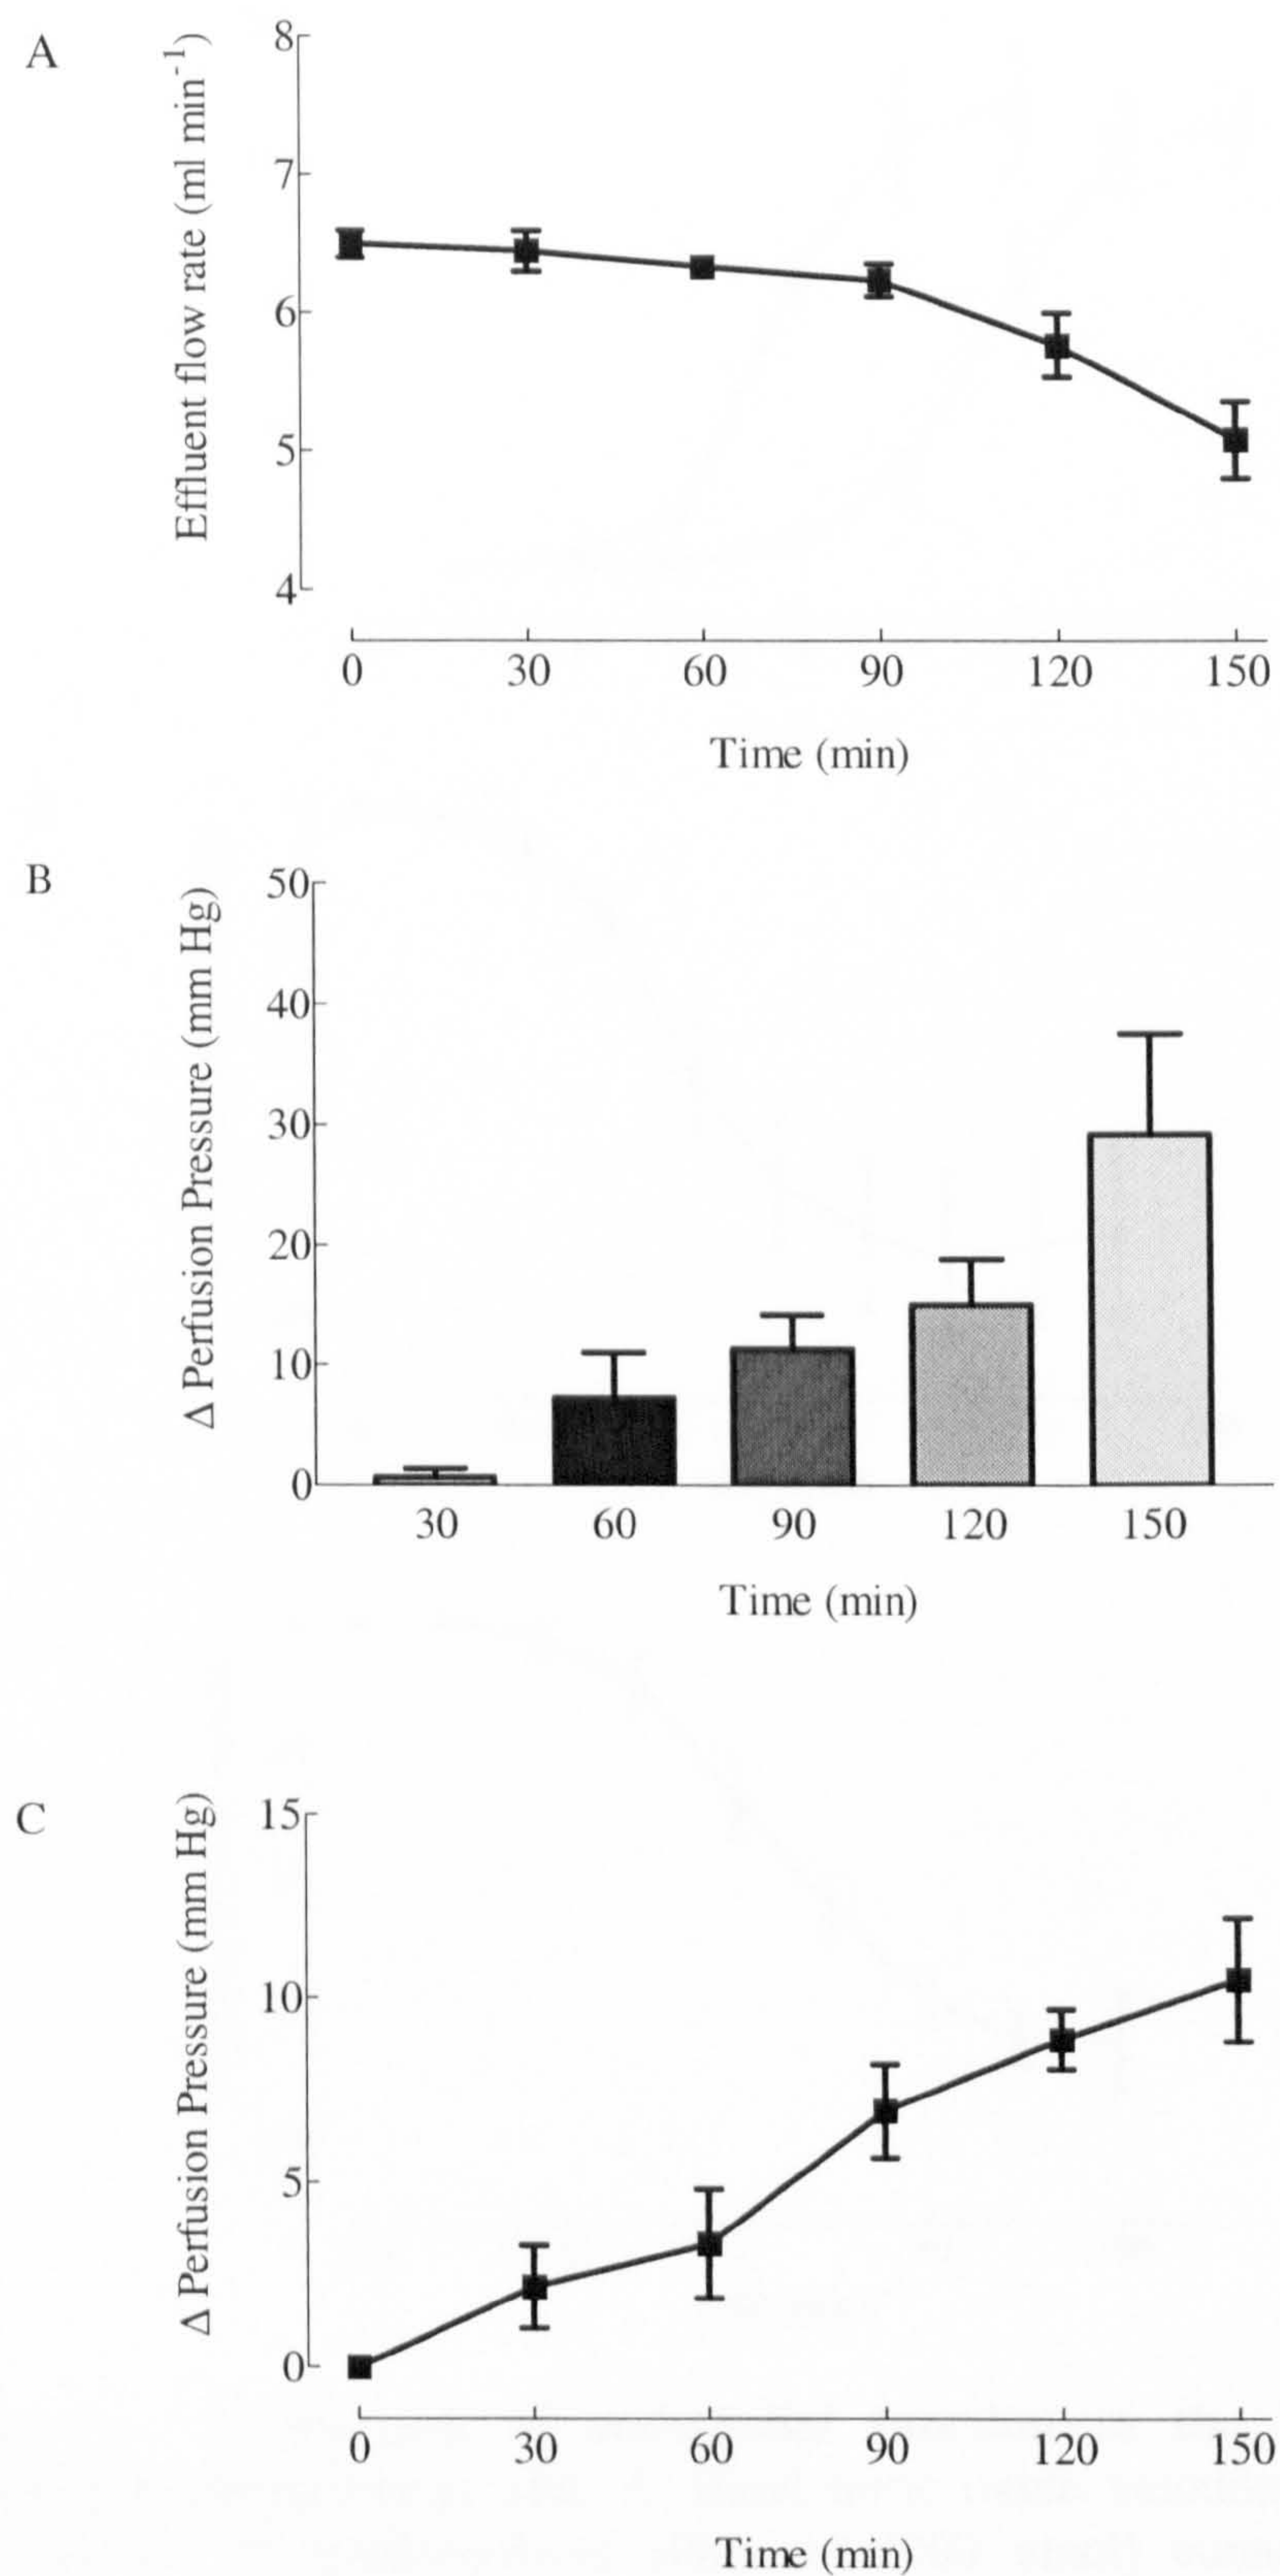 A
Effluent flow rate (ml min⁻¹)
8
7
6
5
4
0 30 60 90 120 150
Time (min)
B
Δ Perfusion Pressure (mm Hg)
50
40
30
20
10
0
30 60 90 120 150
Time (min)
C
Δ Perfusion Pressure (mm Hg)
15
10
5
0
0 30 60 90 120 150
Time (min)